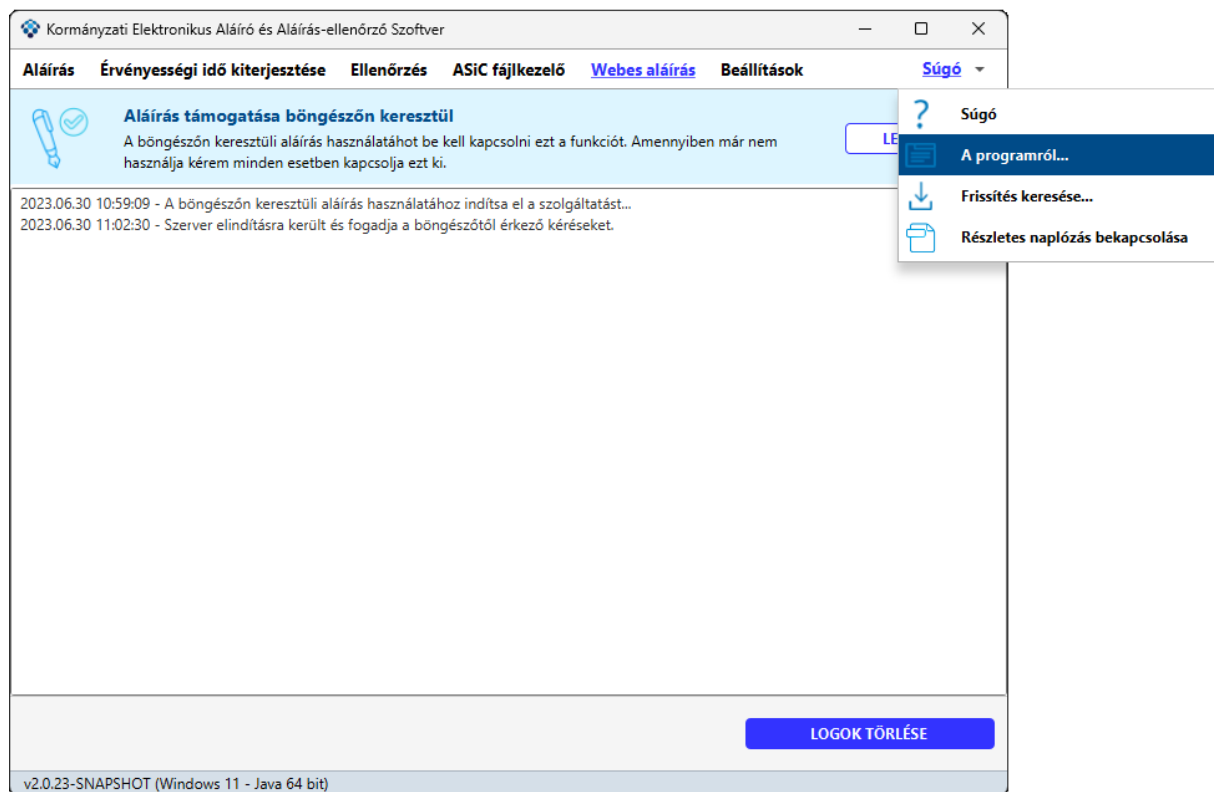 Kormányzati Elektronikus Aláíró és Aláírás-ellenőrző Szoftver
Aláírás Érvényességi idő kiterjesztése Ellenőrzés ASiC fájlkezelő Webes aláírás Beállítások Súgó
Aláírás támogatása böngészőn keresztül
A böngészőn keresztüli aláírás használatáhot be kell kapcsolni ezt a funkciót. Amennyiben már nem
használja kérem minden esetben kapcsolja ezt ki.
Súgó
A programról...
Frissítés keresése...
Részletes naplózás bekapcsolása
2023.06.30 10:59:09 - A böngészőn keresztüli aláírás használatához indítsa el a szolgáltatást...
2023.06.30 11:02:30 - Szerver elindításra került és fogadja a böngészőtől érkező kéréseket.
LOGOK TÖRLÉSE
v2.0.23-SNAPSHOT (Windows 11 - Java 64 bit)